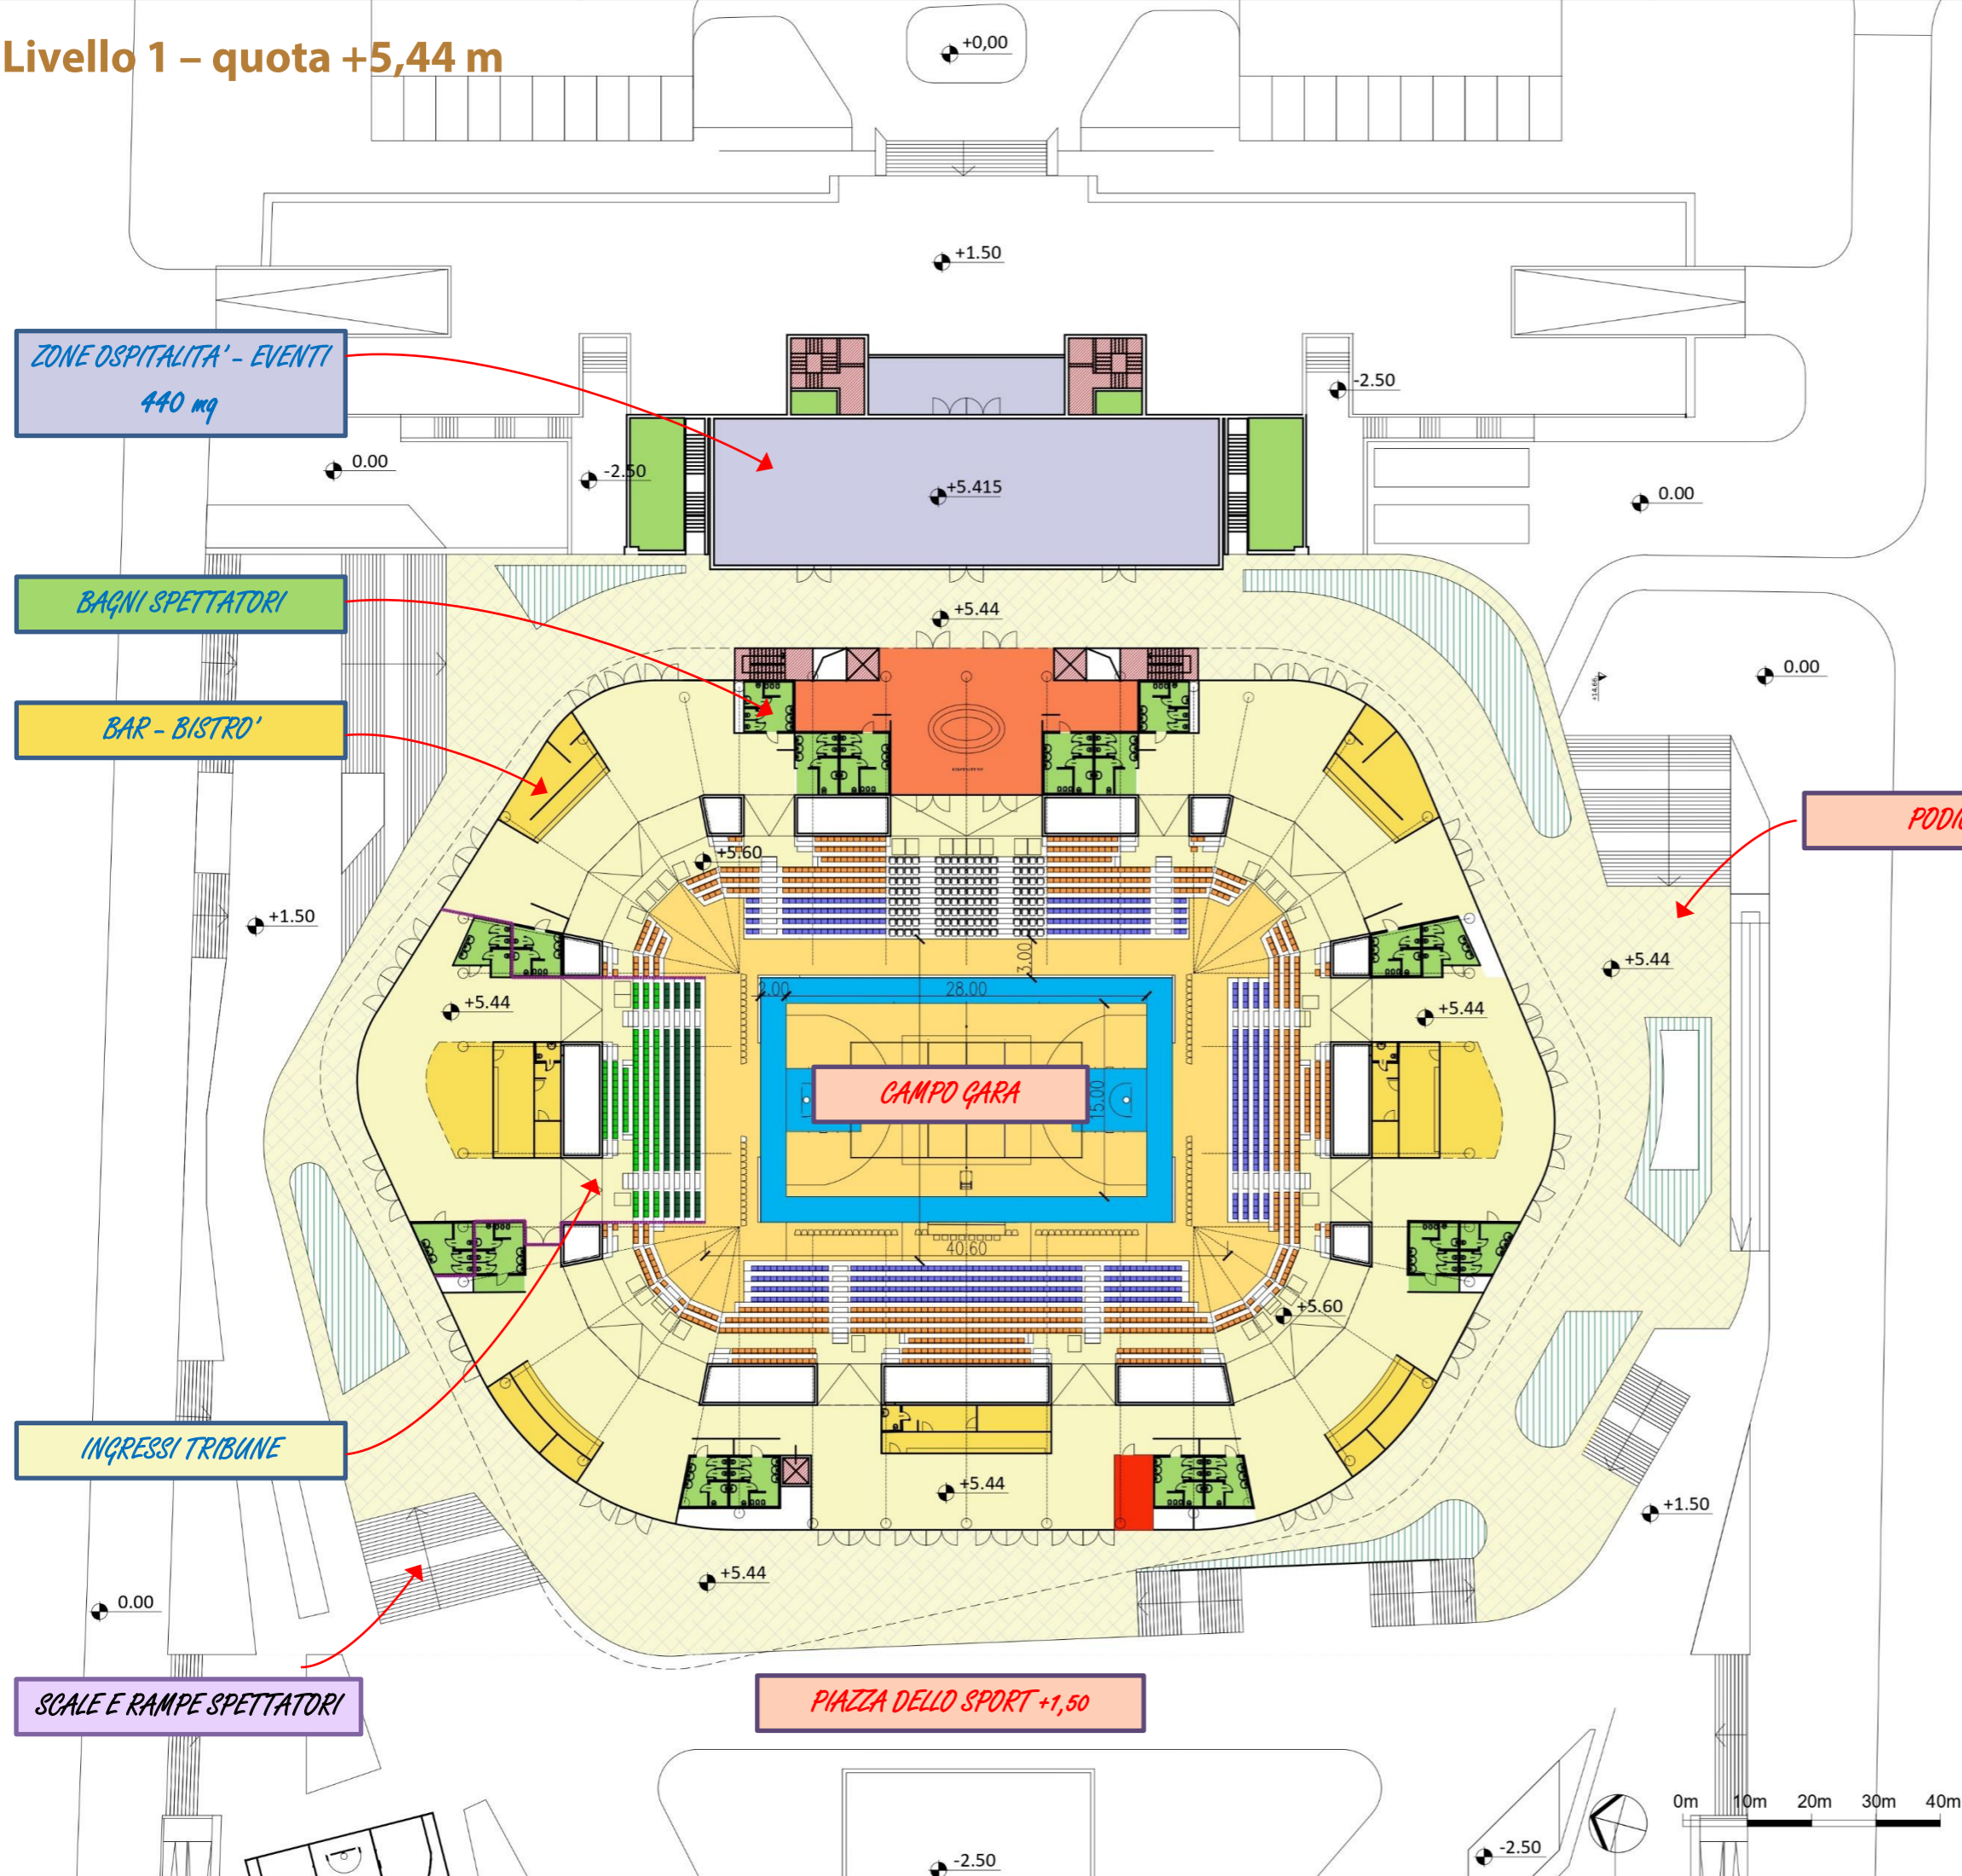 Livello 1 – quota +5,44 m
+0,00
+1.50
ZONE OSPITALITA' - EVENTI
440 mq
-2.50
0.00
-2.50
+5.415
0.00
BAGNI SPETTATORI
+5.44
0.00
+14.66
BAR - BISTRO'
PODIO
+5.60
+1.50
3.00
+5.44
+5.44
2.00
28.00
+5.44
CAMPO GARA
15.00
40.60
+5.60
INGRESSI TRIBUNE
+5.44
+1.50
+5.44
0.00
SCALE E RAMPE SPETTATORI
PIAZZA DELLO SPORT +1,50
0m 10m 20m 30m 40m
-2.50
-2.50